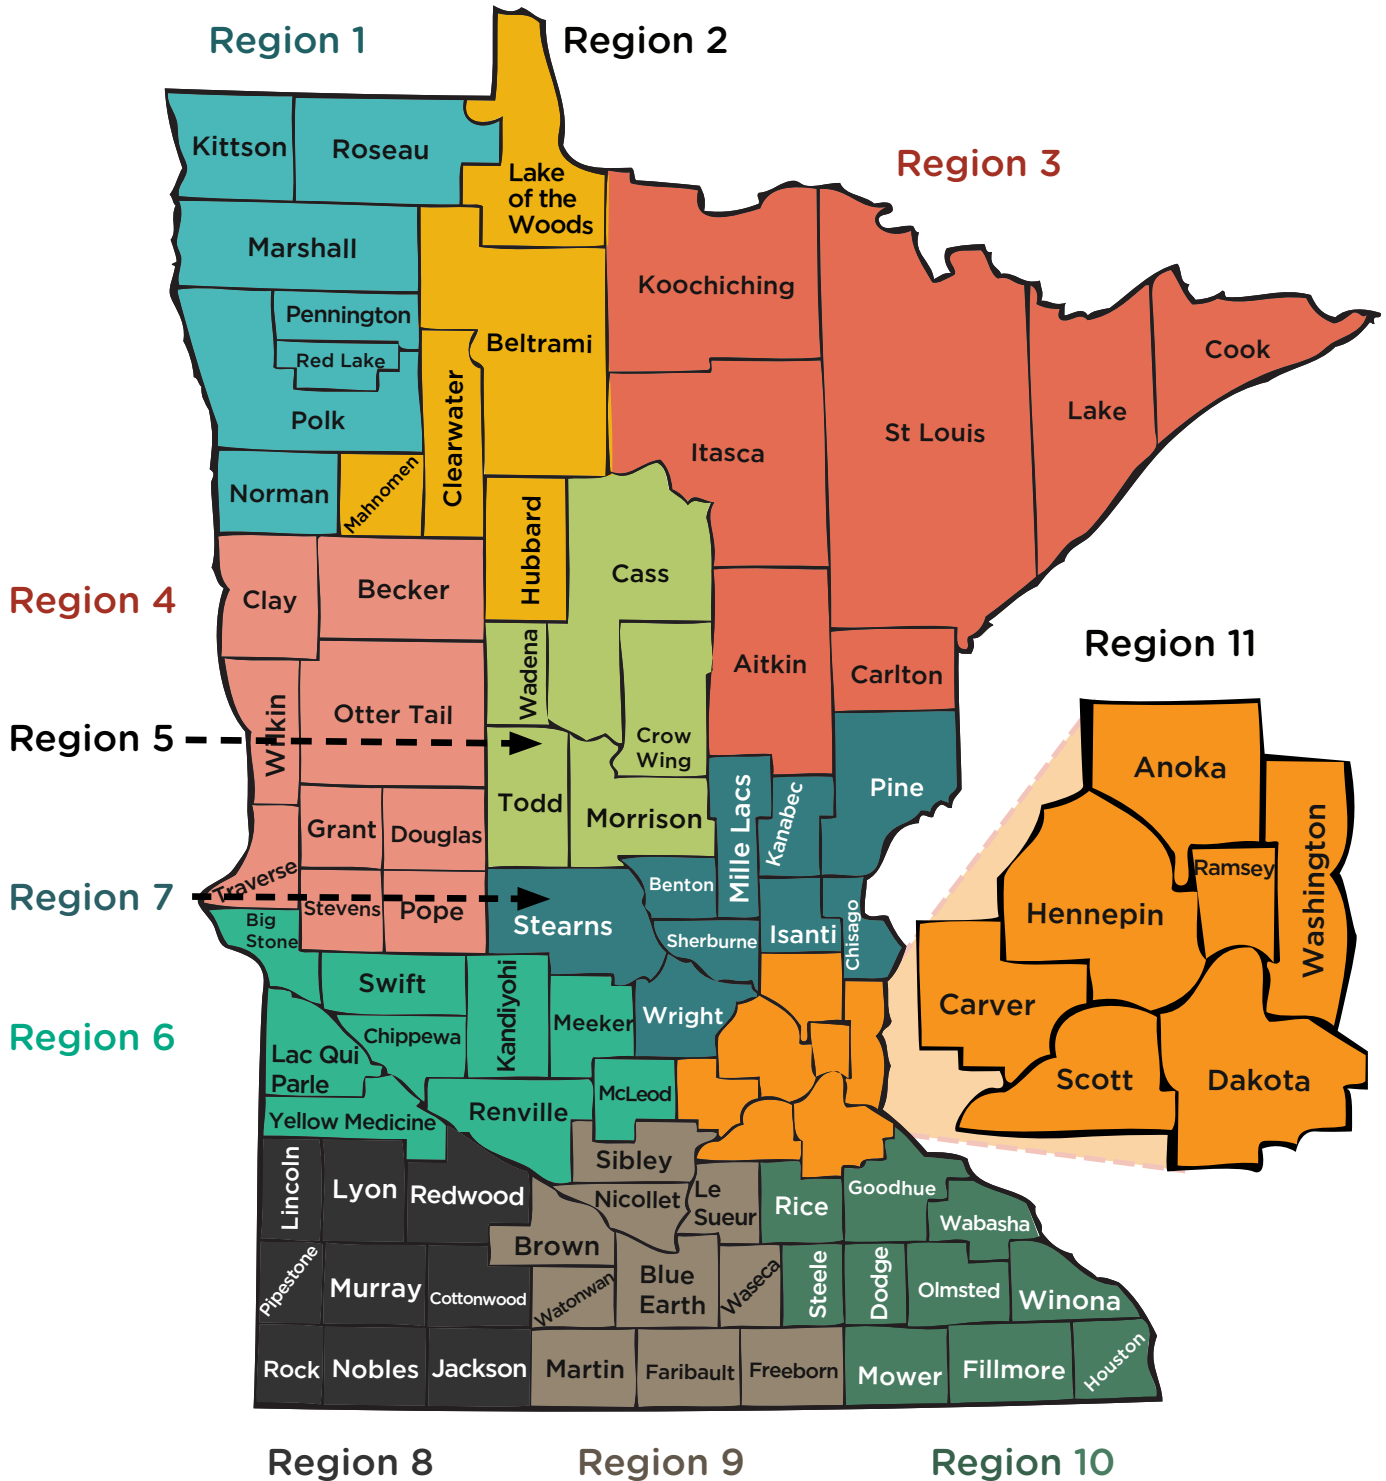 Region 1
Region 2
Region 3
Kittson
Roseau
Lake
of the
Woods
Marshall
Koochiching
Pennington
Beltrami
Red Lake
Cook
Polk
Clearwater
Lake
St Louis
Itasca
Norman
Mahnomen
Hubbard
Cass
Region 4
Clay
Becker
Region 11
Wadena
Aitkin
Carlton
Wilkin
Otter Tail
Region 5
Crow
Wing
Anoka
Pine
Todd
Morrison
Mille Lacs
Kanabec
Grant
Douglas
Washington
Ramsey
Traverse
Benton
Region 7
Stevens
Pope
Stearns
Hennepin
Big
Stone
Sherburne
Isanti
Chisago
Swift
Kandiyohi
Carver
Meeker
Wright
Region 6
Chippewa
Lac Qui
Parle
Scott
Dakota
McLeod
Renville
Yellow Medicine
Sibley
Lincoln
Lyon
Redwood
Nicollet
Le
Sueur
Rice
Goodhue
Wabasha
Brown
Pipestone
Murray
Cottonwood
Watonwan
Blue
Earth
Waseca
Steele
Dodge
Olmsted
Winona
Rock
Nobles
Jackson
Martin
Faribault
Freeborn
Mower
Fillmore
Houston
Region 8
Region 9
Region 10